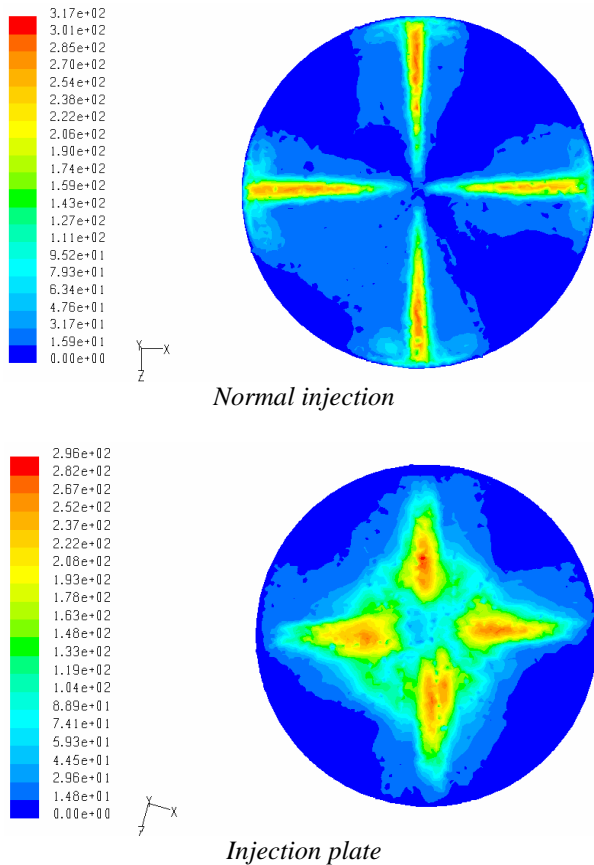 3.17e+02
3.01e+02
2.85e+02
2.70e+02
2.54e+02
2.38e+02
2.22e+02
2.06e+02
1.90e+02
1.74e+02
1.59e+02
1.43e+02
1.27e+02
1.11e+02
9.52e+01
7.93e+01
6.34e+01
4.76e+01
3.17e+01
1.59e+01
0.00e+00
Y X
Z
Normal injection
2.96e+02
2.82e+02
2.67e+02
2.52e+02
2.37e+02
2.22e+02
2.08e+02
1.93e+02
1.78e+02
1.63e+02
1.48e+02
1.33e+02
1.19e+02
1.04e+02
8.89e+01
7.41e+01
5.93e+01
4.45e+01
2.96e+01
1.48e+01
0.00e+00
Y X
Z
Injection plate